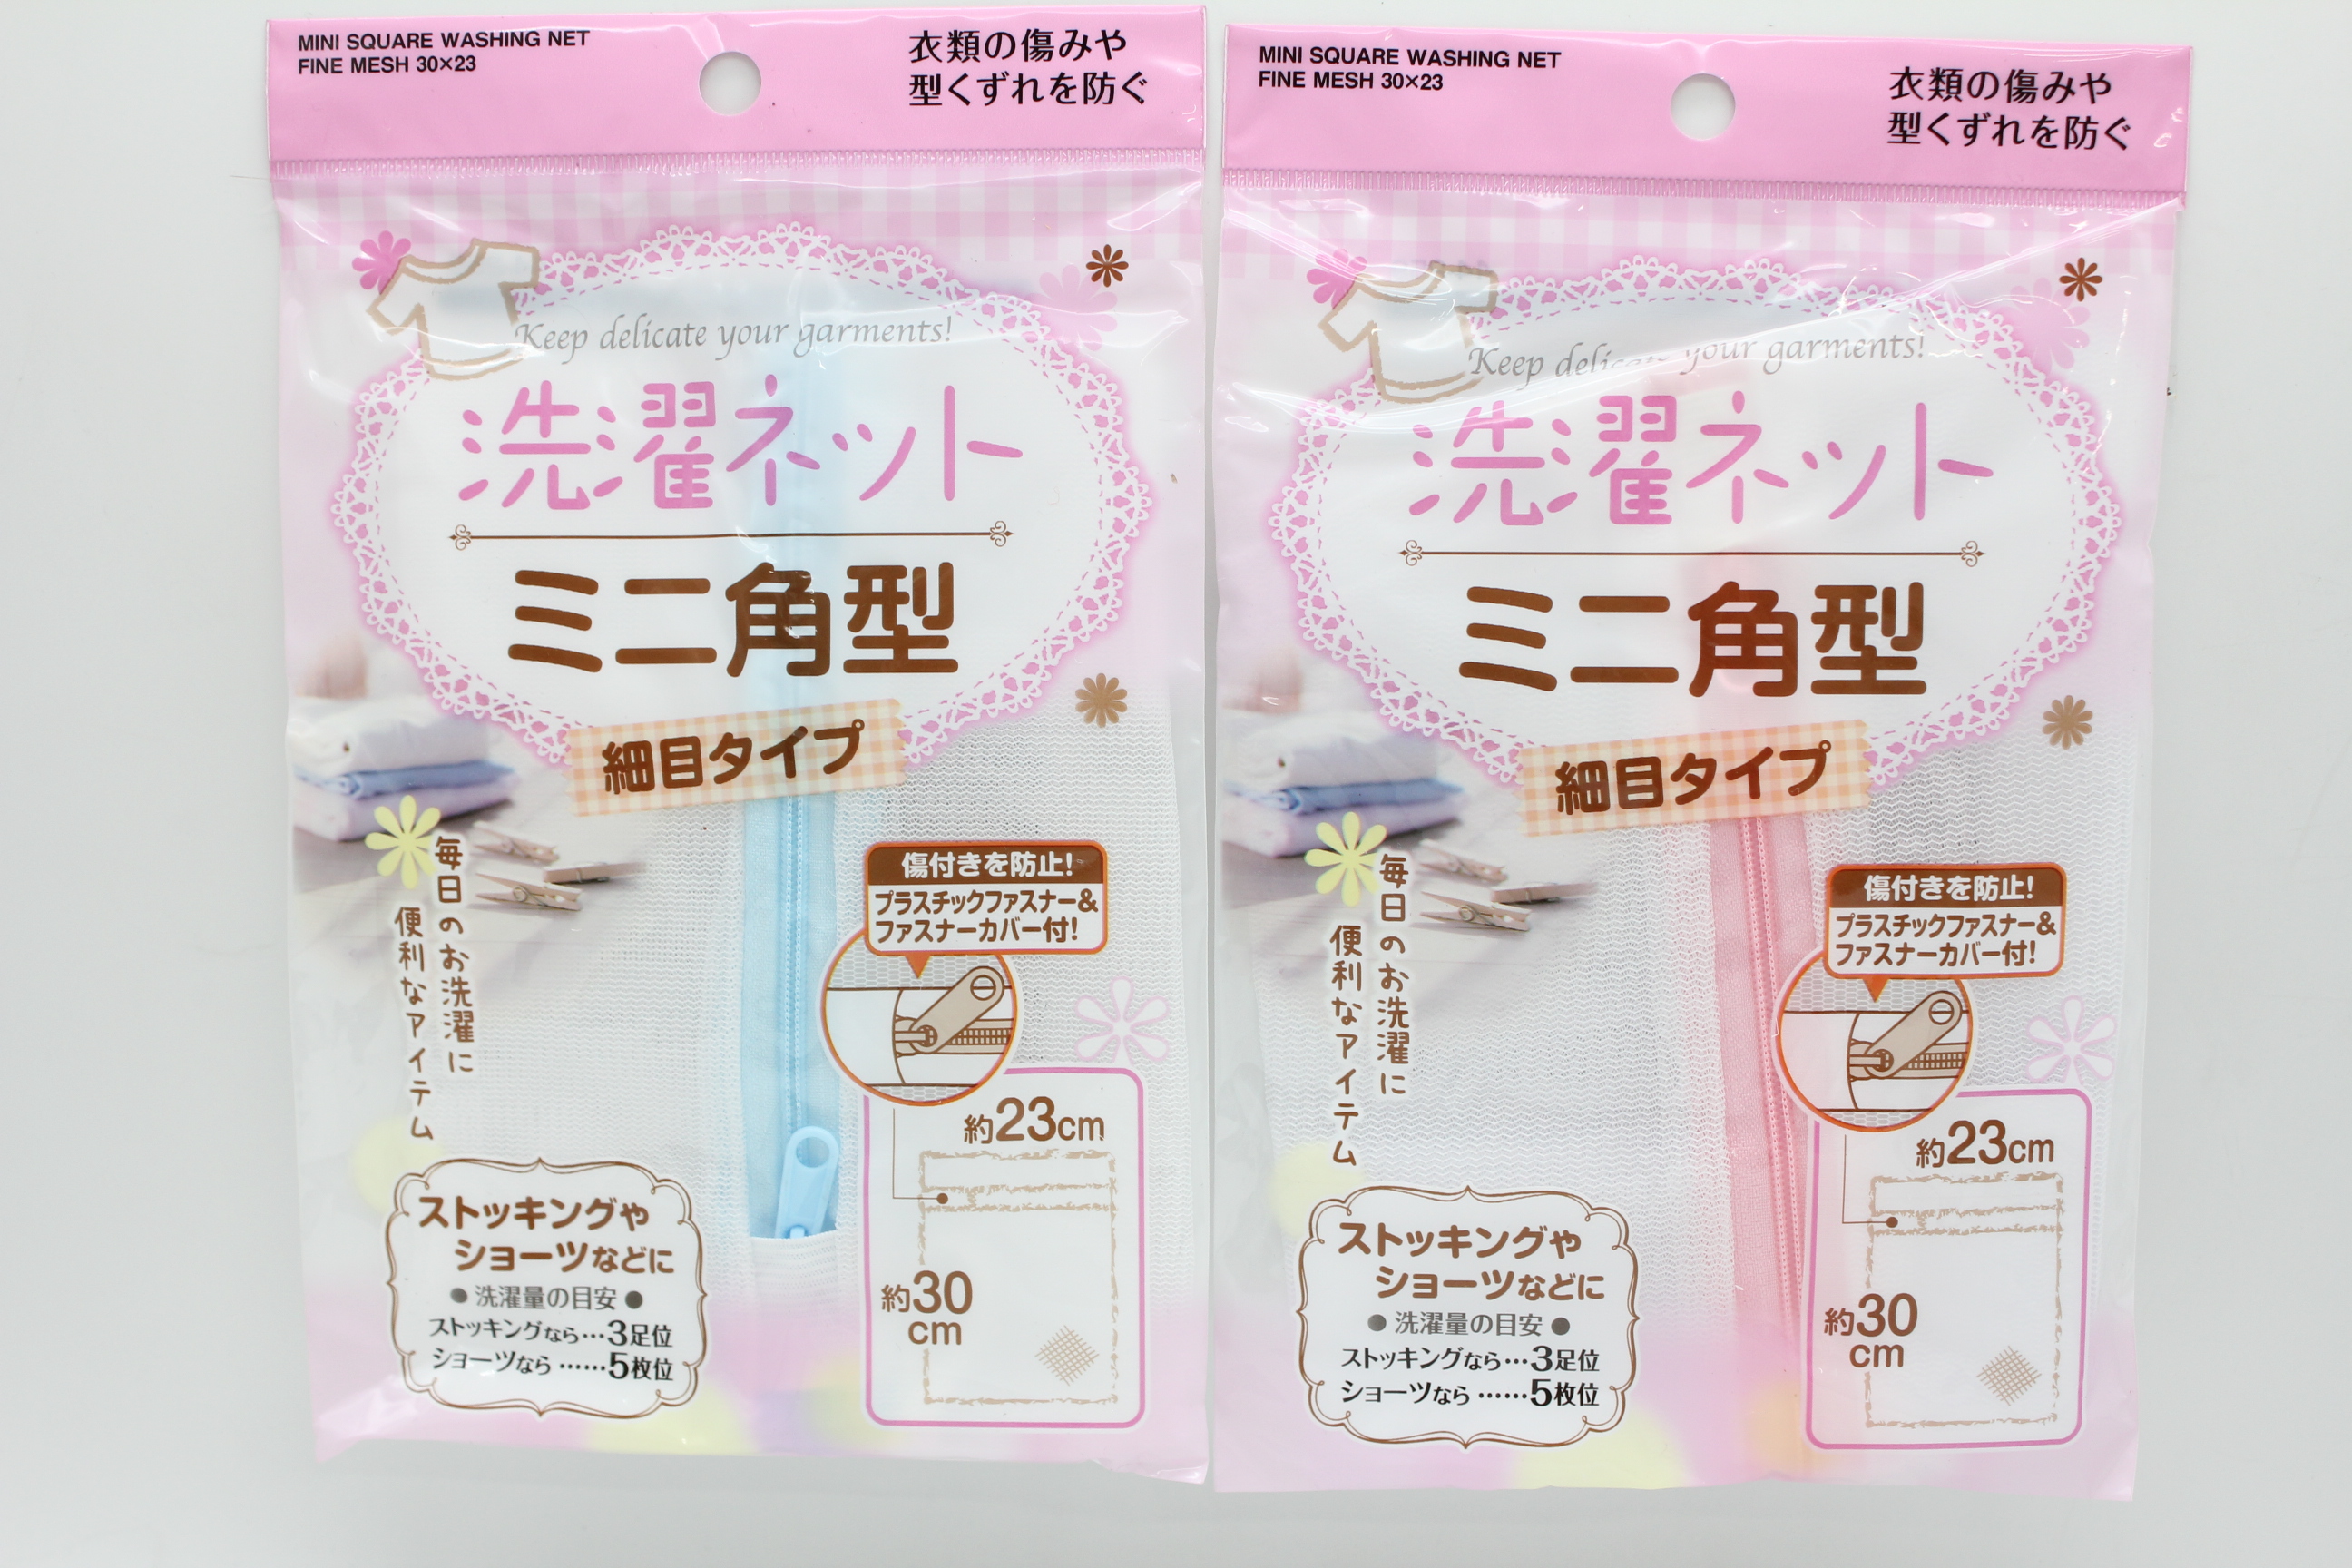 MINI SQUARE WASHING NET
FINE MESH 30×23
衣類の傷みや
型くずれを防ぐ
Keep delicate your garments!
洗濯ネット
ミニ角型
細目タイプ
毎日のお洗濯に
便利なアイテム
傷付きを防止!
プラスチックファスナー&
ファスナーカバー付!
約23cm
約30
cm
ストッキングや
ショーツなどに
●洗濯量の目安●
ストッキングなら…3足位
ショーツなら……5枚位
MINI SQUARE WASHING NET
FINE MESH 30×23
衣類の傷みや
型くずれを防ぐ
Keep delicate your garments!
洗濯ネット
ミニ角型
細目タイプ
毎日のお洗濯に
便利なアイテム
傷付きを防止!
プラスチックファスナー&
ファスナーカバー付!
約23cm
約30
cm
ストッキングや
ショーツなどに
●洗濯量の目安●
ストッキングなら…3足位
ショーツなら……5枚位